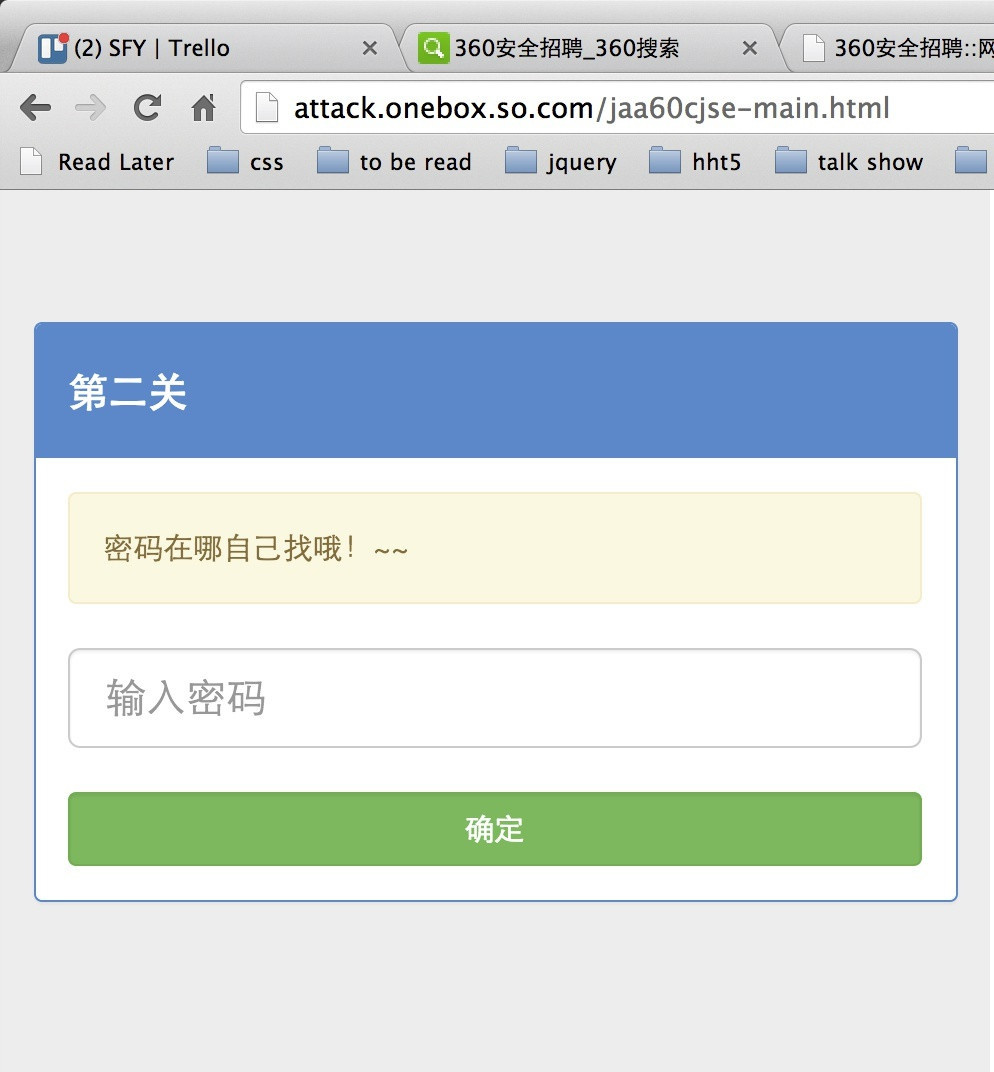 (2) SFY | Trello
360安全招聘_360搜索
360安全招聘::
attack.onebox.so.com/jaa60cjse-main.html
Read Later css to be read jquery hht5 talk show
第二关
密码在哪自己找哦！~~
输入密码
确定